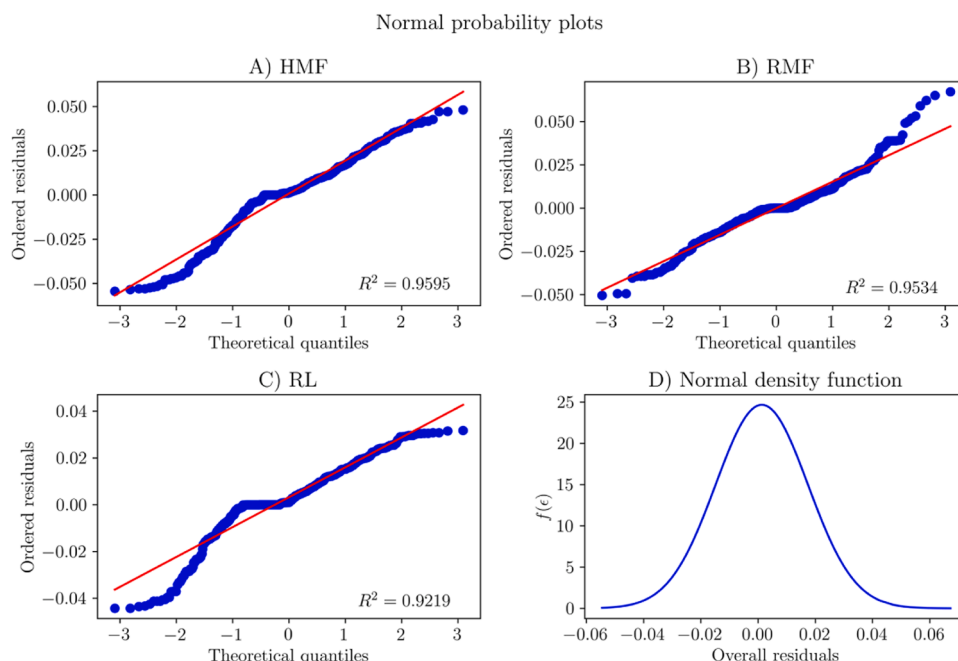 Normal probability plots
A) HMF
Ordered residuals
0.050
0.025
0.000
−0.025
−0.050
R² = 0.9595
−3 −2 −1 0 1 2 3
Theoretical quantiles
B) RMF
Ordered residuals
0.050
0.025
0.000
−0.025
−0.050
R² = 0.9534
−3 −2 −1 0 1 2 3
Theoretical quantiles
C) RL
Ordered residuals
0.04
0.02
0.00
−0.02
−0.04
R² = 0.9219
−3 −2 −1 0 1 2 3
Theoretical quantiles
D) Normal density function
f(ϵ)
25
20
15
10
5
0
−0.06 −0.04 −0.02 0.00 0.02 0.04 0.06
Overall residuals